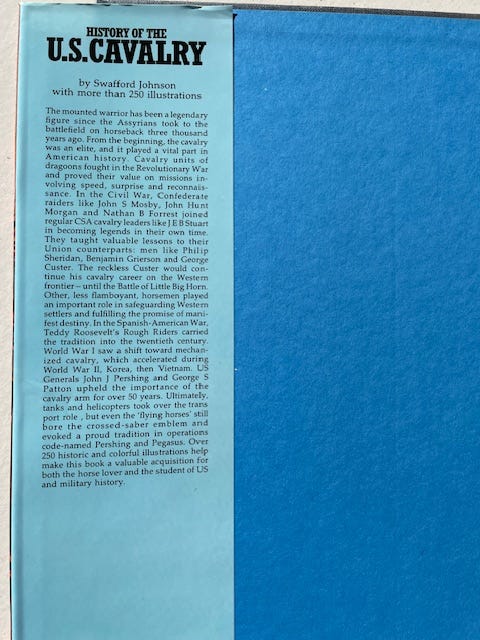 HISTORY OF THE
U.S. CAVALRY
by Swafford Johnson
with more than 250 illustrations
The mounted warrior has been a legendary
figure since the Assyrians took to the
battlefield on horseback three thousand
years ago. From the beginning, the cavalry
was an elite, and it played a vital part in
American history. Cavalry units of
dragoons fought in the Revolutionary War
and proved their value on missions in-
volving speed, surprise and reconnais-
sance. In the Civil War, Confederate
raiders like John S Mosby, John Hunt
Morgan and Nathan B Forrest joined
regular CSA cavalry leaders like J E B Stuart
in becoming legends in their own time.
They taught valuable lessons to their
Union counterparts: men like Philip
Sheridan, Benjamin Grierson and George
Custer. The reckless Custer would con-
tinue his cavalry career on the Western
frontier – until the Battle of Little Big Horn.
Other, less flamboyant, horsemen played
an important role in safeguarding Western
settlers and fulfilling the promise of mani-
fest destiny. In the Spanish-American War,
Teddy Roosevelt's Rough Riders carried
the tradition into the twentieth century.
World War I saw a shift toward mechan-
ized cavalry, which accelerated during
World War II, Korea, then Vietnam. US
Generals John J Pershing and George S
Patton upheld the importance of the
cavalry arm for over 50 years. Ultimately,
tanks and helicopters took over the trans
port role , but even the 'flying horses' still
bore the crossed-saber emblem and
evoked a proud tradition in operations
code-named Pershing and Pegasus. Over
250 historic and colorful illustrations help
make this book a valuable acquisition for
both the horse lover and the student of US
and military history.